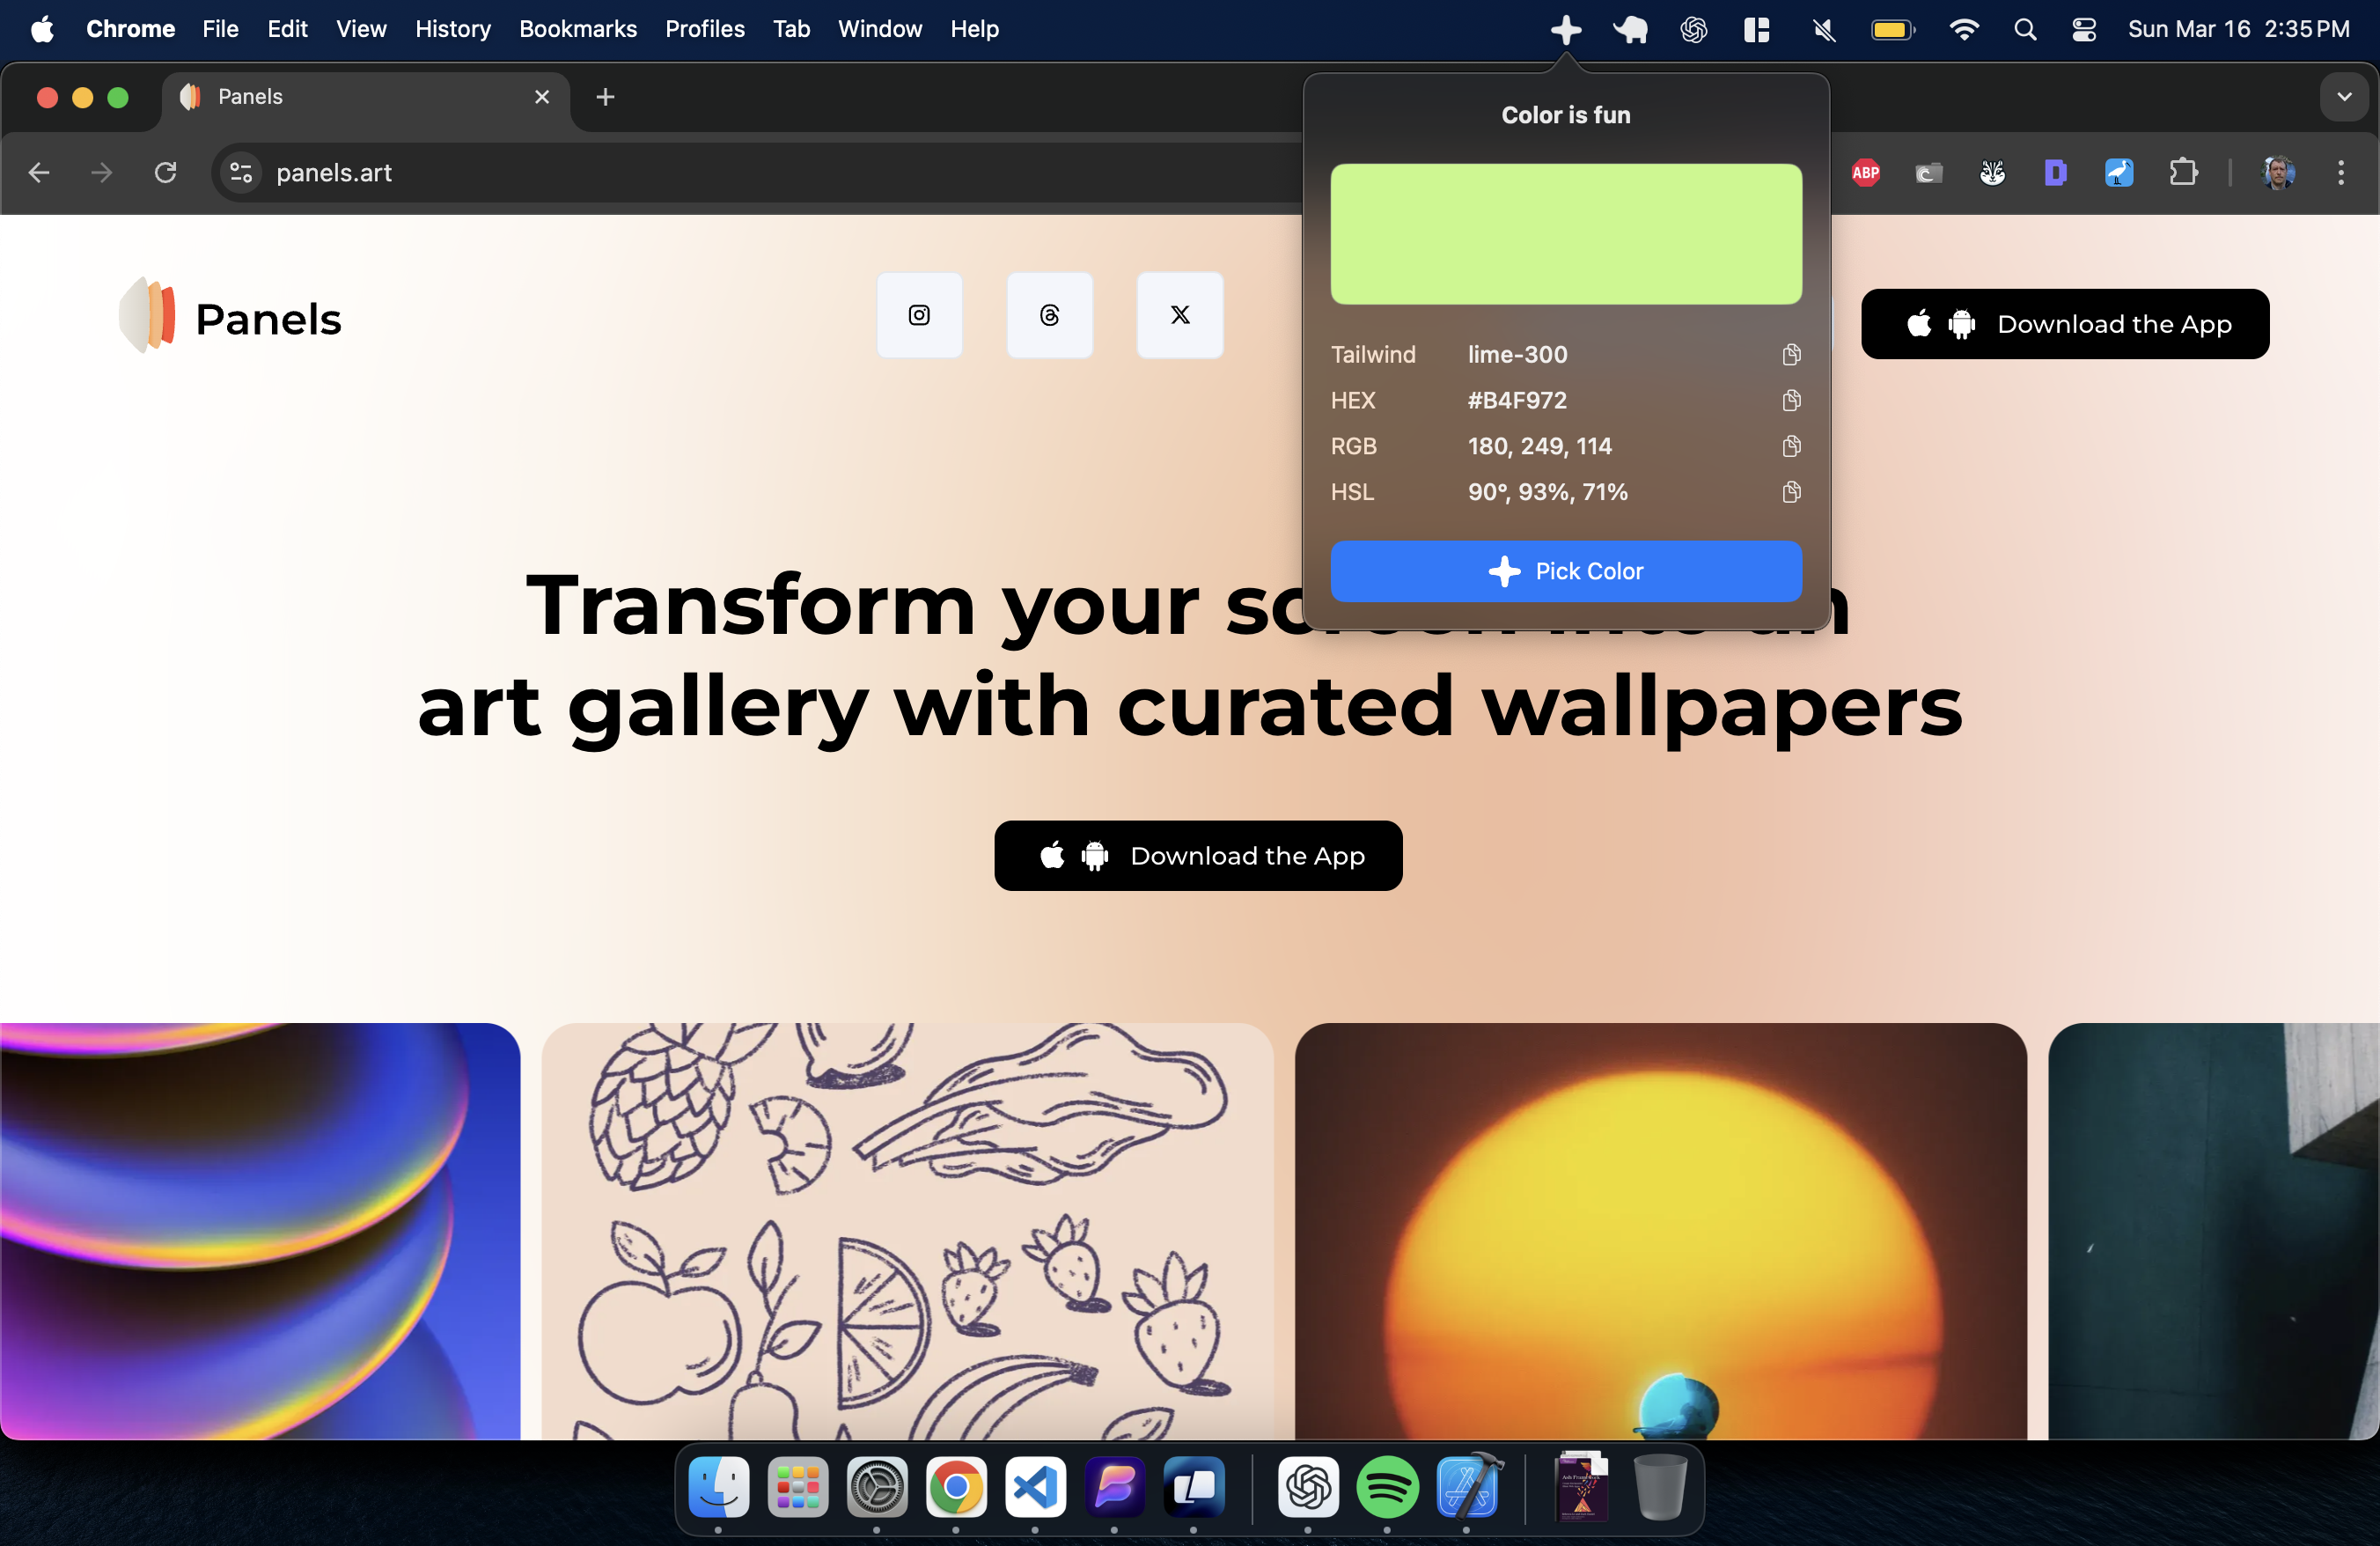 Chrome File Edit View History Bookmarks Profiles Tab Window Help Sun Mar 16 2:35 PM
Panels
panels.art
ABP
Color is fun
Tailwind lime-300
HEX #B4F972
RGB 180, 249, 114
HSL 90°, 93%, 71%
Pick Color
Panels
Download the App
Transform your
art gallery with curated wallpapers
Download the App